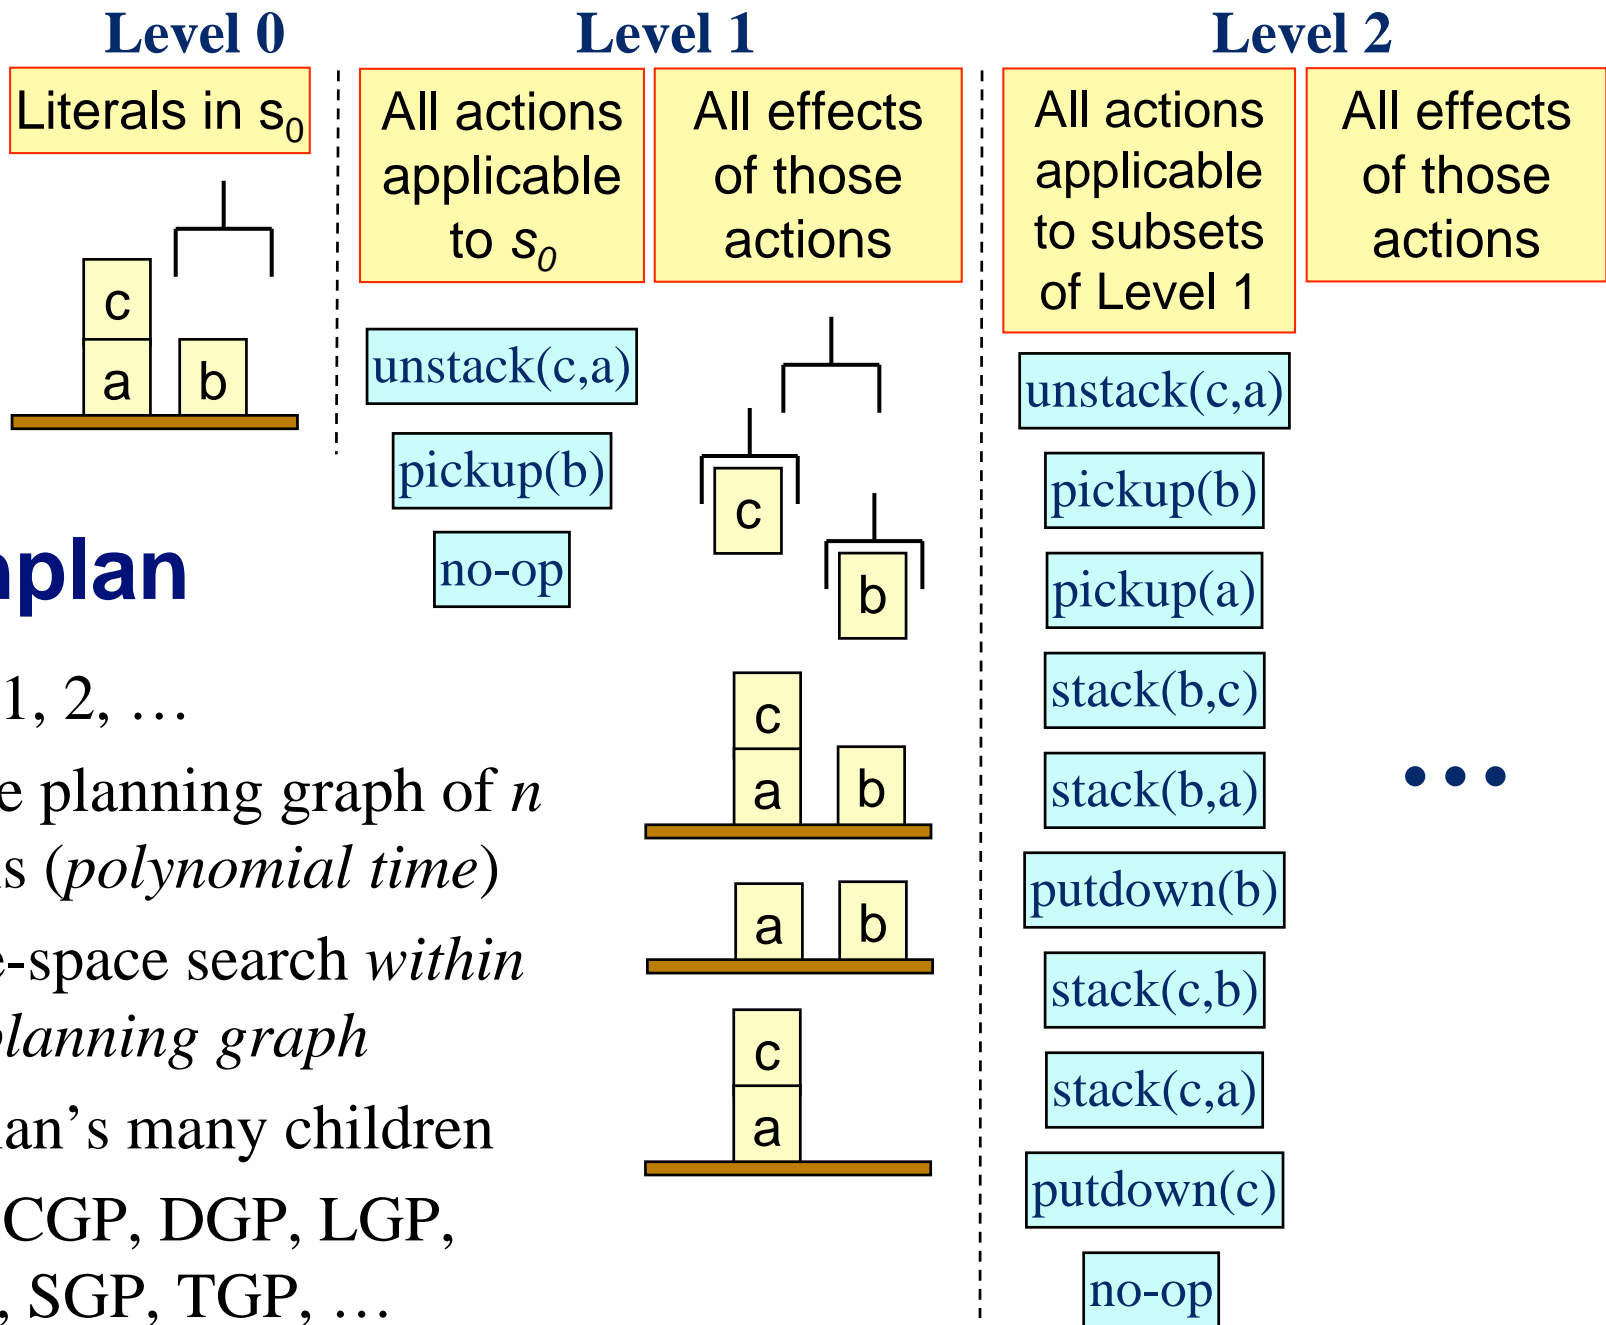 Level 0
Level 1
Level 2
Literals in s0
All actions
applicable
to s0
All effects
of those
actions
All actions
applicable
to subsets
of Level 1
All effects
of those
actions
c
a
b
unstack(c,a)
pickup(b)
no-op
c
b
c
a
b
a
b
c
a
unstack(c,a)
pickup(b)
pickup(a)
stack(b,c)
stack(b,a)
putdown(b)
stack(c,b)
stack(c,a)
putdown(c)
no-op
• • •
nplan
1, 2, …
e planning graph of n
s (polynomial time)
e-space search within
planning graph
an’s many children
CGP, DGP, LGP,
, SGP, TGP, …